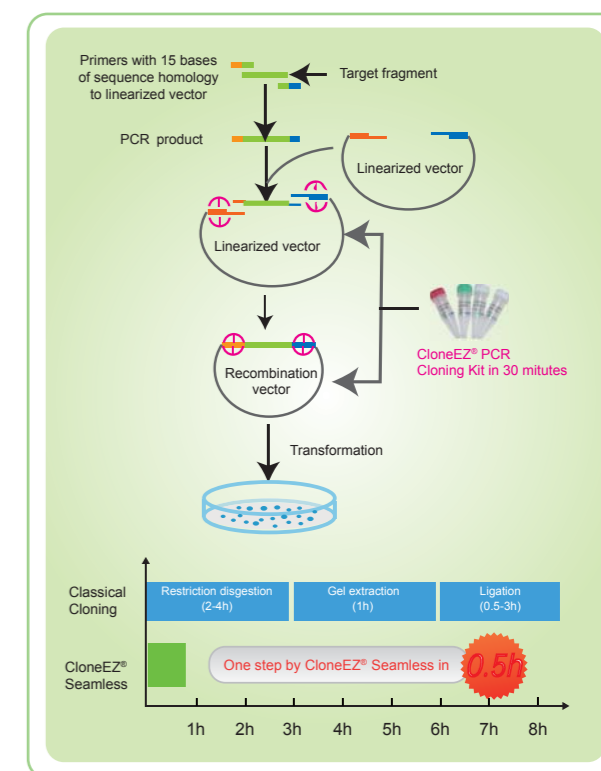 Primers with 15 bases
of sequence homology
to linearized vector
Target fragment
PCR product
Linearized vector
Linearized vector
CloneEZ® PCR
Cloning Kit in 30 mitutes
Recombination
vector
Transformation
Classical
Cloning
Restriction disgestion
(2-4h)
Gel extraction
(1h)
Ligation
(0.5-3h)
CloneEZ®
Seamless
One step by CloneEZ® Seamless in
0.5h
1h 2h 3h 4h 5h 6h 7h 8h